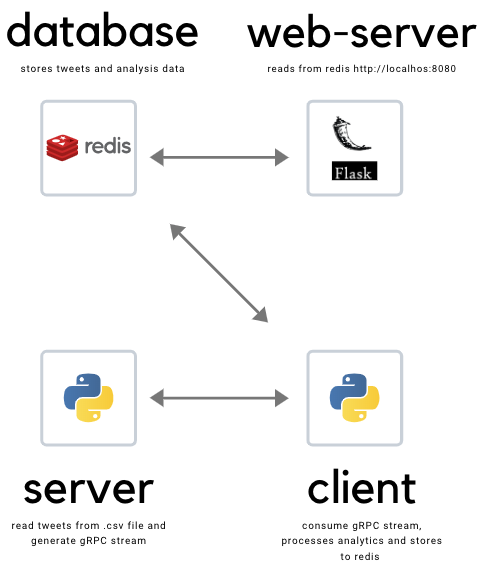 database
web-server
stores tweets and analysis data
reads from redis http://localhos:8080
redis
Flask
server
client
read tweets from .csv file and
generate gRPC stream
consume gRPC stream,
processes analytics and stores
to redis